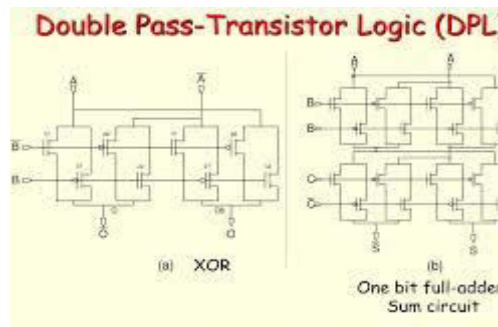 Double Pass-Transistor Logic (DPL
A
A
A
A
B
B
B
B
C
C
S
S
(a) XOR
(b)
One bit full-adder
Sum circuit